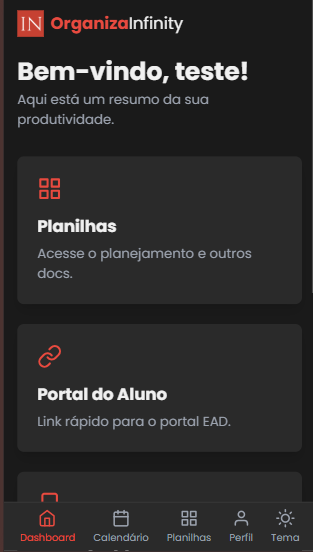 IN OrganizaInfinity
Bem-vindo, teste!
Aqui está um resumo da sua
produtividade.
Planilhas
Acesse o planejamento e outros
docs.
Portal do Aluno
Link rápido para o portal EAD.
Dashboard Calendário Planilhas Perfil Tema